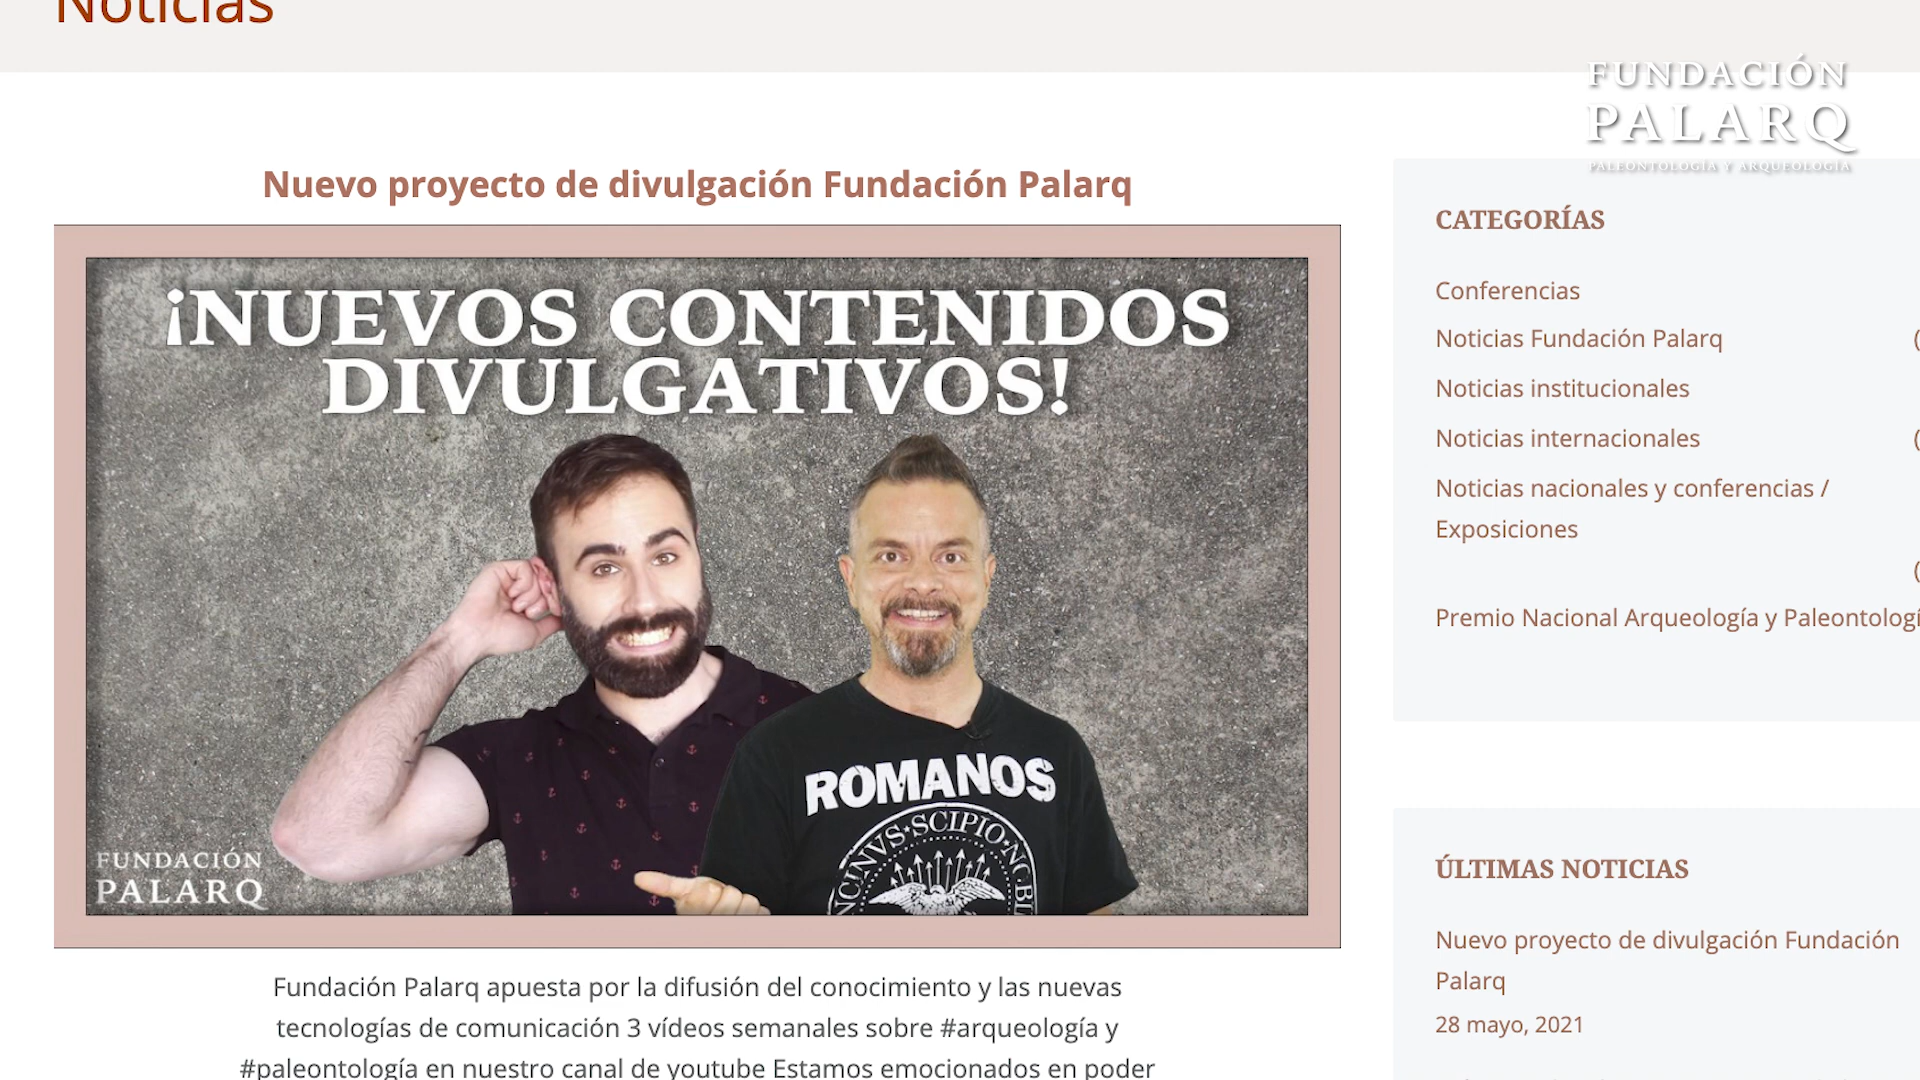 Noticias
FUNDACIÓN
PALARQ
PALEONTOLOGÍA Y ARQUEOLOGÍA
Nuevo proyecto de divulgación Fundación Palarq
¡NUEVOS CONTENIDOS
DIVULGATIVOS!
ROMANOS
SCIPIO
FUNDACIÓN
PALARQ
Fundación Palarq apuesta por la difusión del conocimiento y las nuevas
tecnologías de comunicación 3 vídeos semanales sobre #arqueología y
#paleontología en nuestro canal de youtube Estamos emocionados en poder
CATEGORÍAS
Conferencias
Noticias Fundación Palarq (
Noticias institucionales
Noticias internacionales (
Noticias nacionales y conferencias /
Exposiciones
(
Premio Nacional Arqueología y Paleontologí
ÚLTIMAS NOTICIAS
Nuevo proyecto de divulgación Fundación
Palarq
28 mayo, 2021